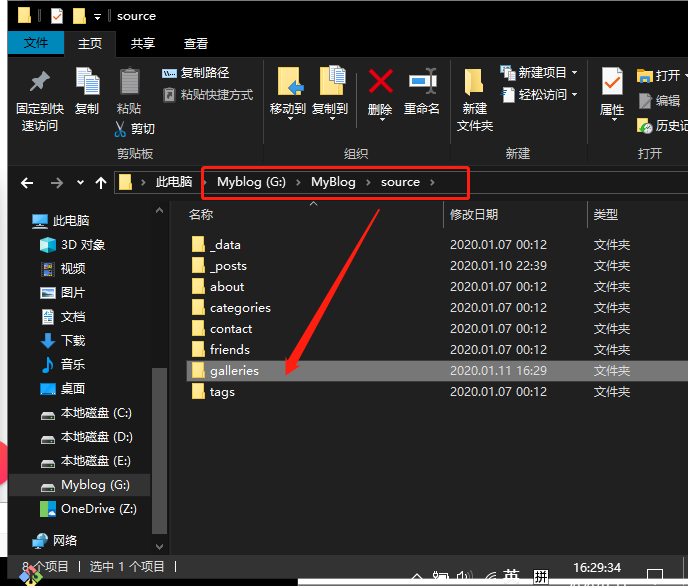 source
文件 主页 共享 查看
固定到快速访问
复制
粘贴
复制路径
粘贴快捷方式
剪切
剪贴板
移动到 复制到 删除 重命名
组织
新建文件夹
新建项目
轻松访问
新建
属性
打开
编辑
历史记
打开
此电脑 Myblog (G:) MyBlog source
名称 修改日期 类型
此电脑
3D 对象
视频
图片
文档
下载
音乐
桌面
本地磁盘 (C:)
本地磁盘 (D:)
本地磁盘 (E:)
Myblog (G:)
OneDrive (Z:)
网络
_data 2020.01.07 00:12 文件夹
_posts 2020.01.10 22:39 文件夹
about 2020.01.07 00:12 文件夹
categories 2020.01.07 00:12 文件夹
contact 2020.01.07 00:12 文件夹
friends 2020.01.07 00:12 文件夹
galleries 2020.01.11 16:29 文件夹
tags 2020.01.07 00:12 文件夹
8 个项目 选中 1 个项目
英 拼 16:29:34